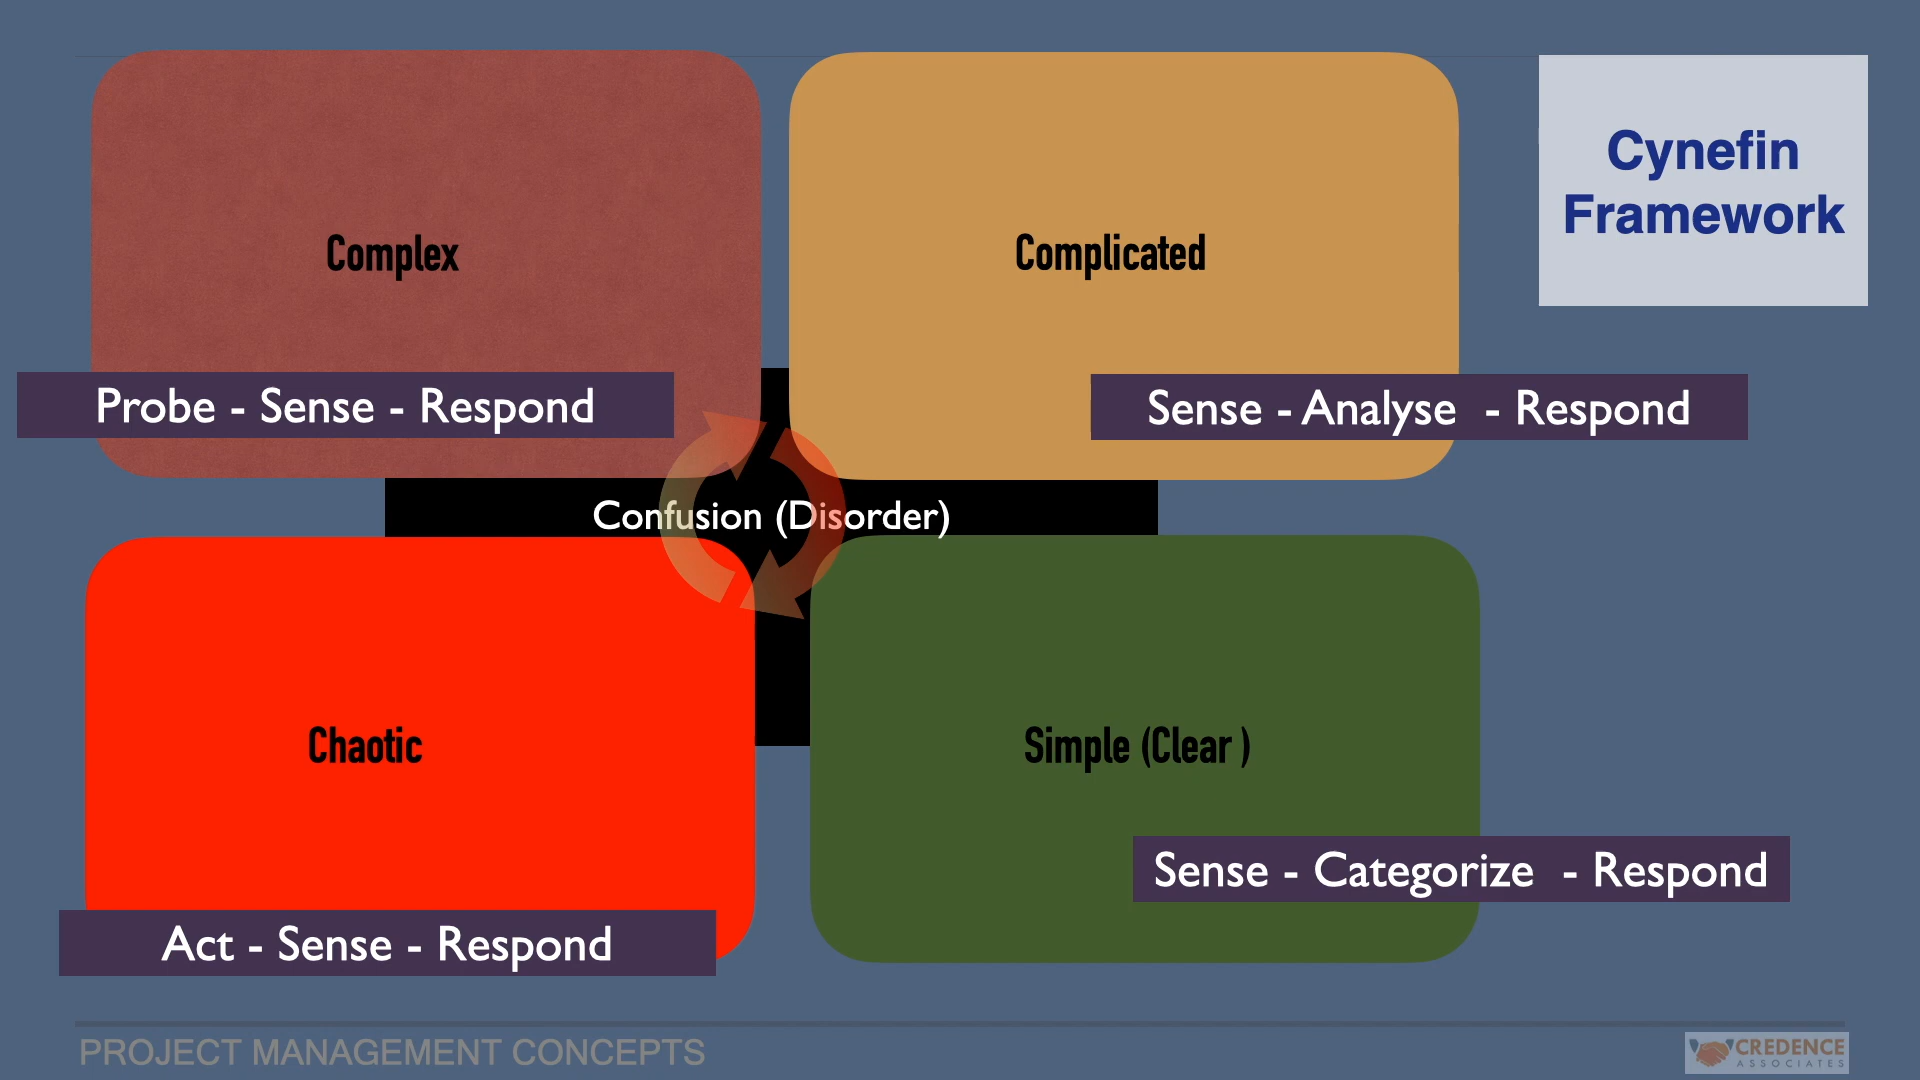 Cynefin
Framework
Complex
Complicated
Probe - Sense - Respond
Sense - Analyse - Respond
Confusion (Disorder)
Chaotic
Simple (Clear )
Sense - Categorize - Respond
Act - Sense - Respond
PROJECT MANAGEMENT CONCEPTS
CREDENCE
ASSOCIATES